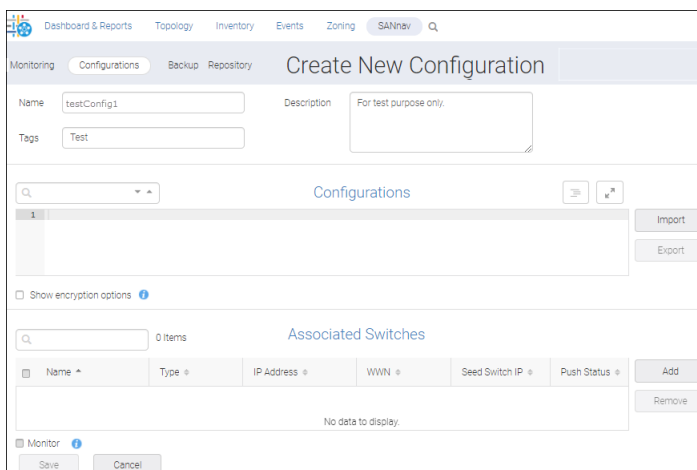 Dashboard & Reports Topology Inventory Events Zoning SANnav
Monitoring Configurations Backup Repository Create New Configuration
Name testConfig1 Description For test purpose only.
Tags Test
Configurations
1
Import
Export
Show encryption options
0 Items Associated Switches
Name Type IP Address WWN Seed Switch IP Push Status Add
Remove
No data to display.
Monitor
Save Cancel